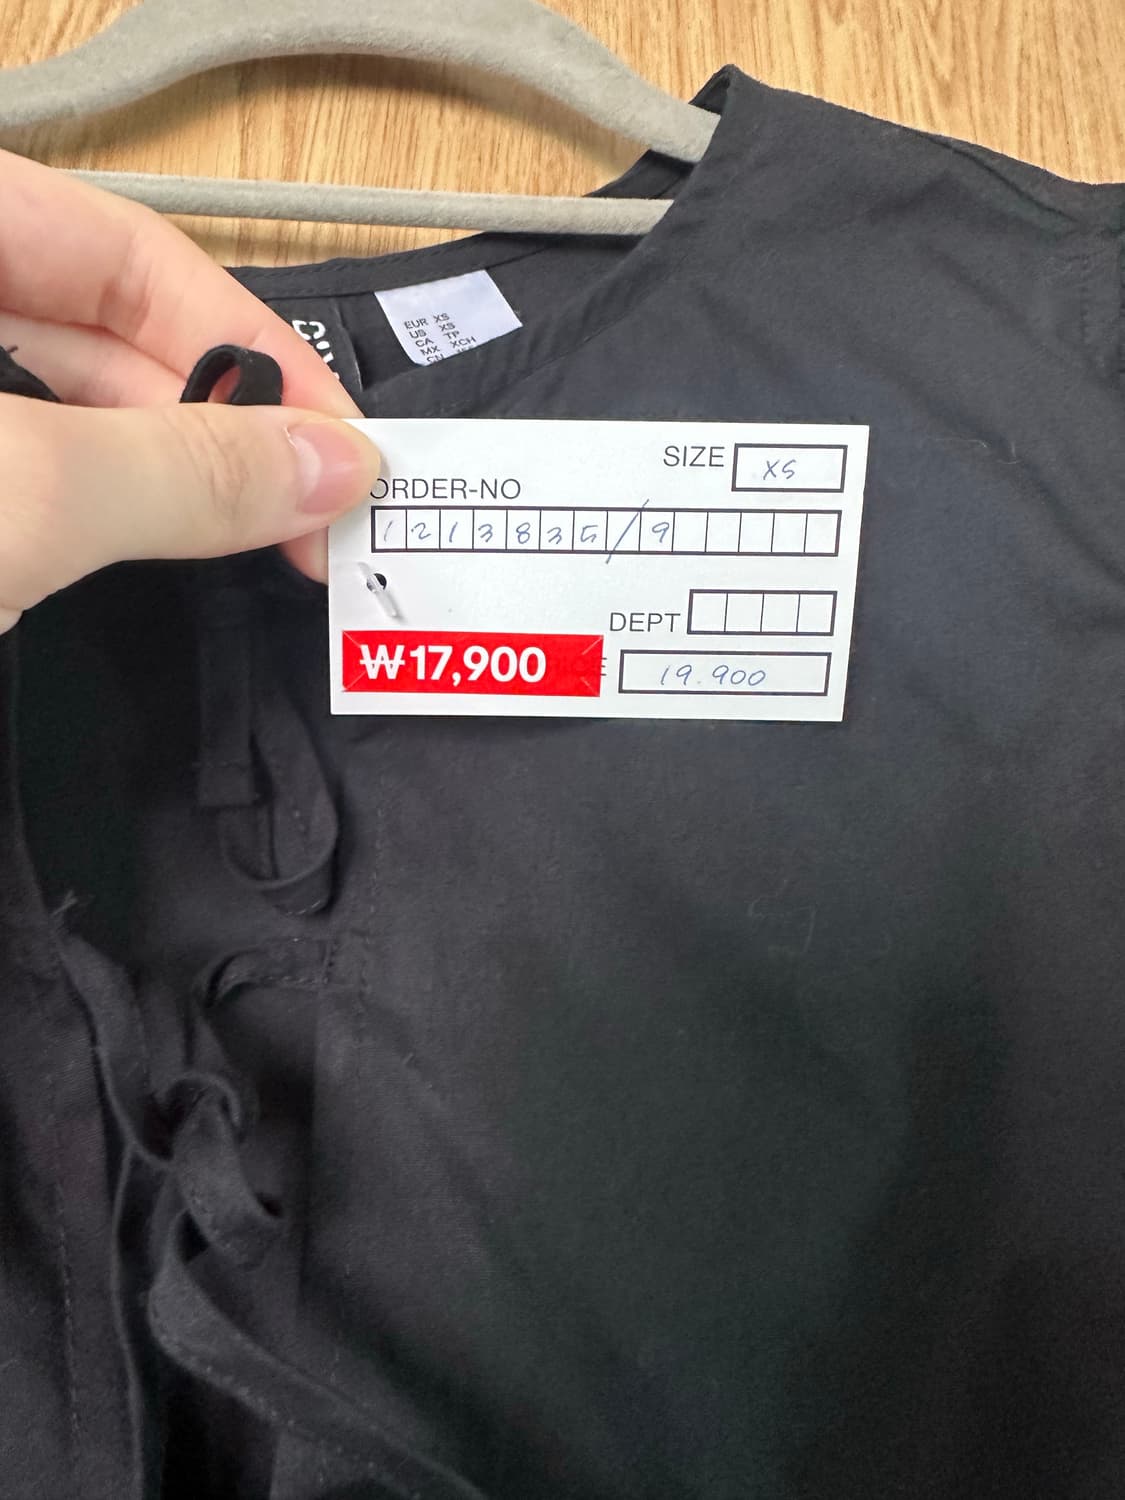 EUR XS
US XS
CA TP
MX XCH
CN
SIZE XS
ORDER-NO
1213835/9
DEPT
₩17,900
19.900